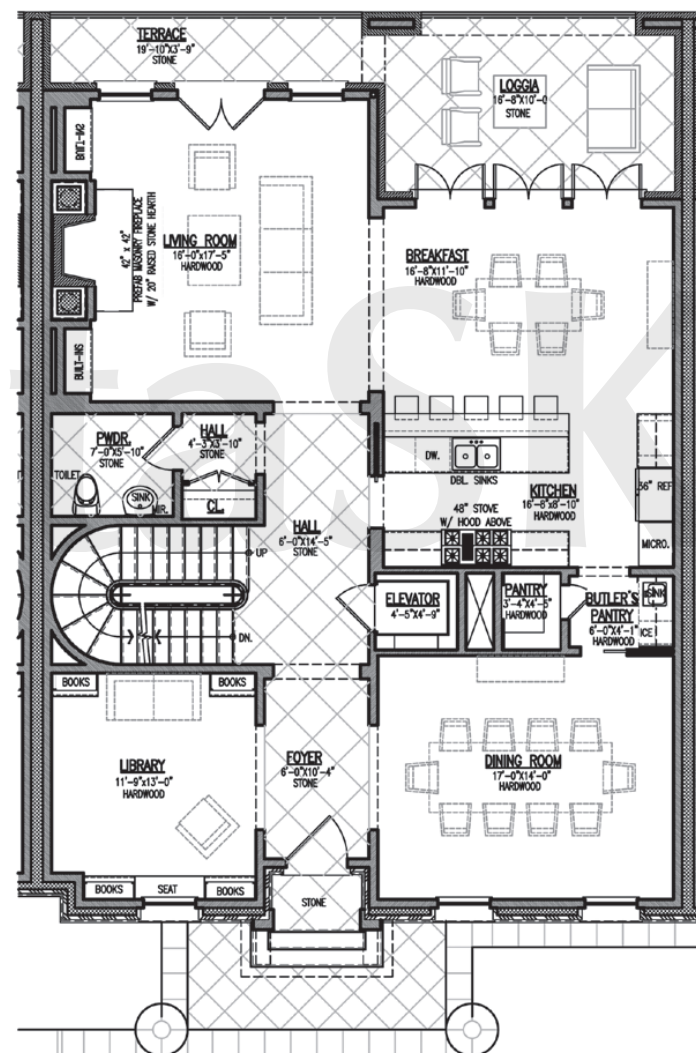 TERRACE
19'-10"X3'-9"
STONE
LOGGIA
16'-8"X10'-0
STONE
BUILT-INS
42" x 42"
PREFAB MASONRY FIREPLACE
W/ 20" RAISED STONE HEARTH
LIVING ROOM
16'-0"x17'-5"
HARDWOOD
BREAKFAST
16'-8"X11'-10"
HARDWOOD
BUILT-INS
taSK
PWDR.
7'-0"X5'-10"
STONE
TOILET
SINK
MIR.
HALL
4'-3"X3'-10"
STONE
CL.
DW.
DBL. SINKS
KITCHEN
16'-6"x8'-10"
HARDWOOD
36" REF
MICRO.
48" STOVE
W/ HOOD ABOVE
HALL
6'-0"X14'-5"
STONE
UP
DN.
ELEVATOR
4'-5"X4'-9"
PANTRY
3'-4"X4'-5"
HARDWOOD
BUTLER'S
PANTRY
6'-0"X4'-1"
HARDWOOD
SINK
ICE
BOOKS
BOOKS
LIBRARY
11'-9"x13'-0"
HARDWOOD
FOYER
6'-0"X10'-4"
STONE
DINING ROOM
17'-0"X14'-0"
HARDWOOD
BOOKS
SEAT
BOOKS
STONE